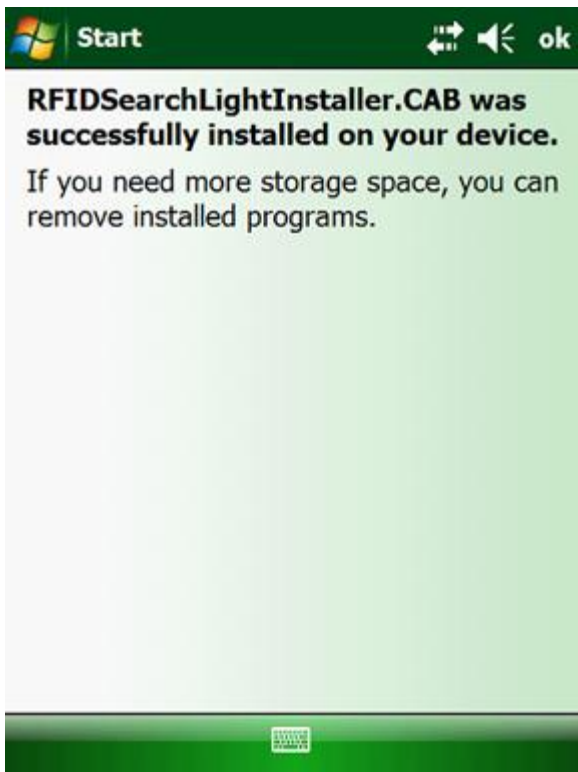 Start
ok
RFIDSearchLightInstaller.CAB was
successfully installed on your device.
If you need more storage space, you can
remove installed programs.